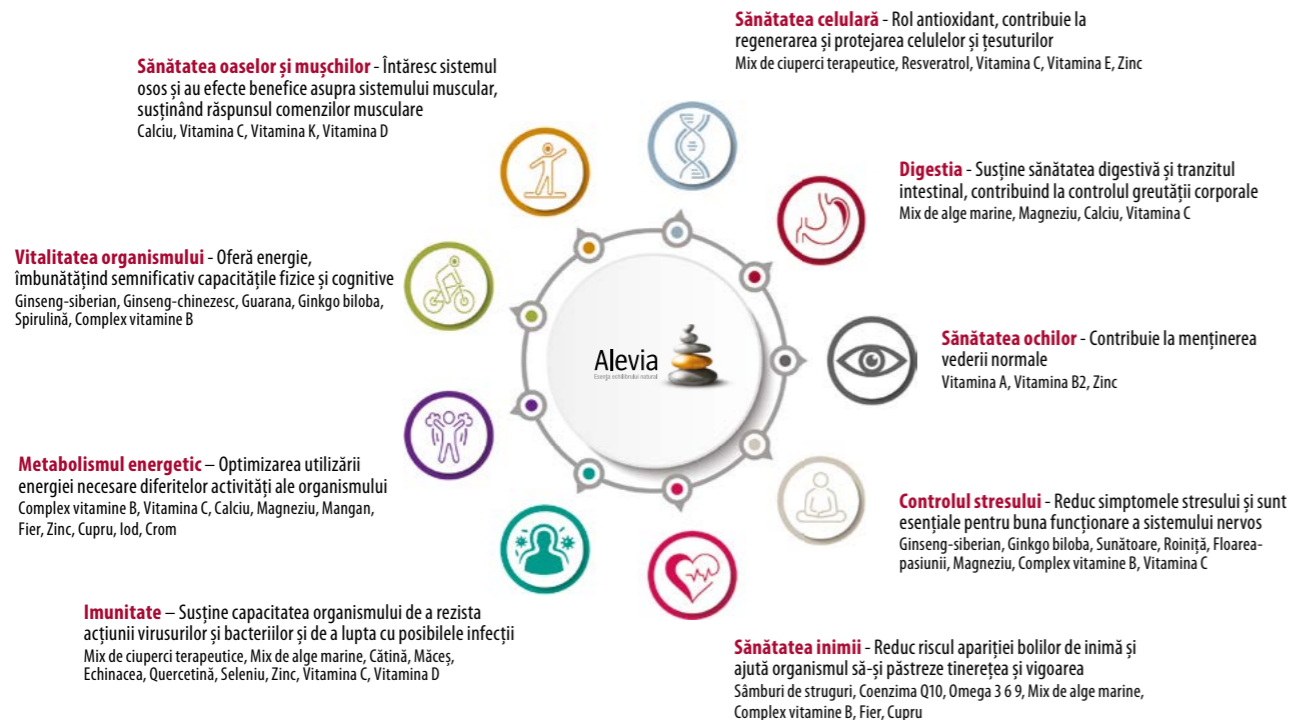 Sănătatea celulară - Rol antioxidant, contribuie la
regenerarea și protejarea celulelor și țesuturilor
Mix de ciuperci terapeutice, Resveratrol, Vitamina C, Vitamina E, Zinc
Sănătatea oaselor și mușchilor - Întăresc sistemul
osos și au efecte benefice asupra sistemului muscular,
susținând răspunsul comenzilor musculare
Calciu, Vitamina C, Vitamina K, Vitamina D
Digestia - Susține sănătatea digestivă și tranzitul
intestinal, contribuind la controlul greutății corporale
Mix de alge marine, Magneziu, Calciu, Vitamina C
Vitalitatea organismului - Oferă energie,
îmbunătățind semnificativ capacitățile fizice și cognitive
Ginseng-siberian, Ginseng-chinezesc, Guarana, Ginkgo biloba,
Spirulină, Complex vitamine B
Alevia
Energia echilibrului natural
Sănătatea ochilor - Contribuie la menținerea
vederii normale
Vitamina A, Vitamina B2, Zinc
Metabolismul energetic – Optimizarea utilizării
energiei necesare diferitelor activități ale organismului
Complex vitamine B, Vitamina C, Calciu, Magneziu, Mangan,
Fier, Zinc, Cupru, Iod, Crom
Controlul stresului - Reduc simptomele stresului și sunt
esențiale pentru buna funcționare a sistemului nervos
Ginseng-siberian, Ginkgo biloba, Sunătoare, Roiniță, Floarea-
pasiunii, Magneziu, Complex vitamine B, Vitamina C
Imunitate – Susține capacitatea organismului de a rezista
acțiunii virusurilor și bacteriilor și de a lupta cu posibilele infecții
Mix de ciuperci terapeutice, Mix de alge marine, Cătină, Măceș,
Echinacea, Quercetină, Seleniu, Zinc, Vitamina C, Vitamina D
Sănătatea inimii - Reduc riscul apariției bolilor de inimă și
ajută organismul să-și păstreze tinerețea și vigoarea
Sâmburi de struguri, Coenzima Q10, Omega 3 6 9, Mix de alge marine,
Complex vitamine B, Fier, Cupru